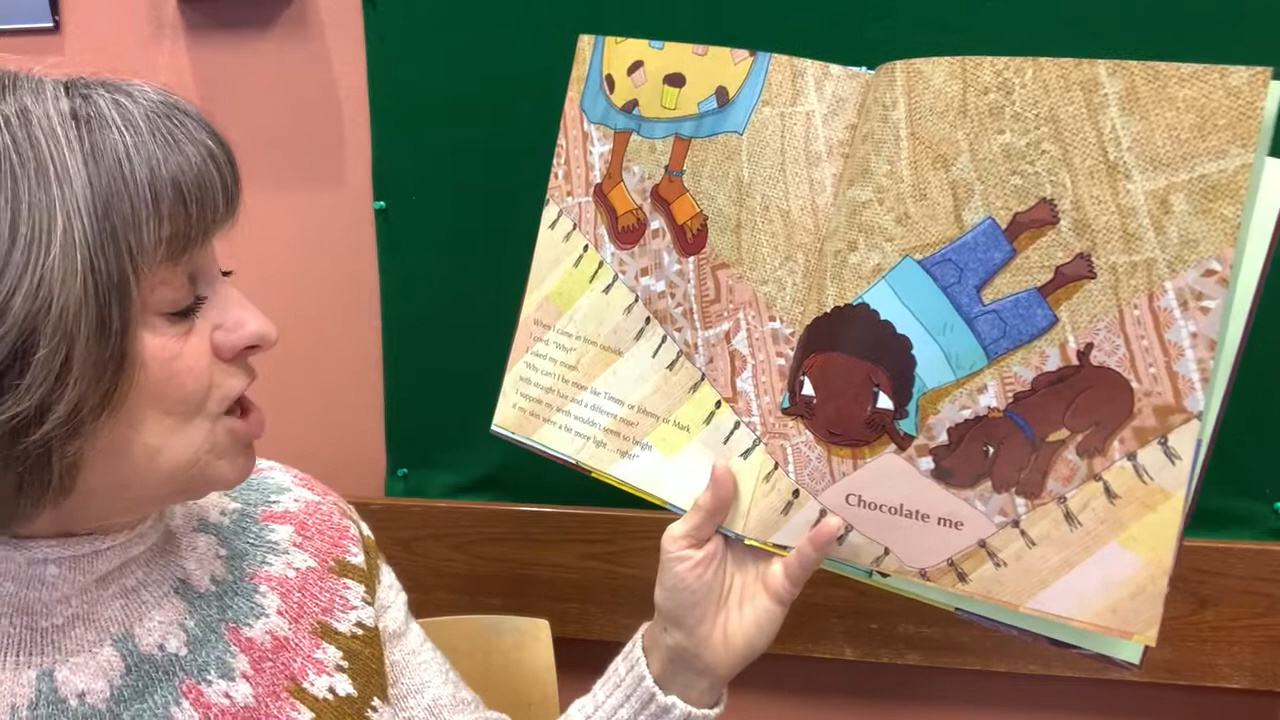 When I came in from outside,
I cried, "Why?"
I asked my mom.
"Why can't I be more like Timmy or Johnny or Mark
with straight hair and a different nose?
I suppose my teeth wouldn't seem so bright
if my skin were a bit more light...right?"
Chocolate me